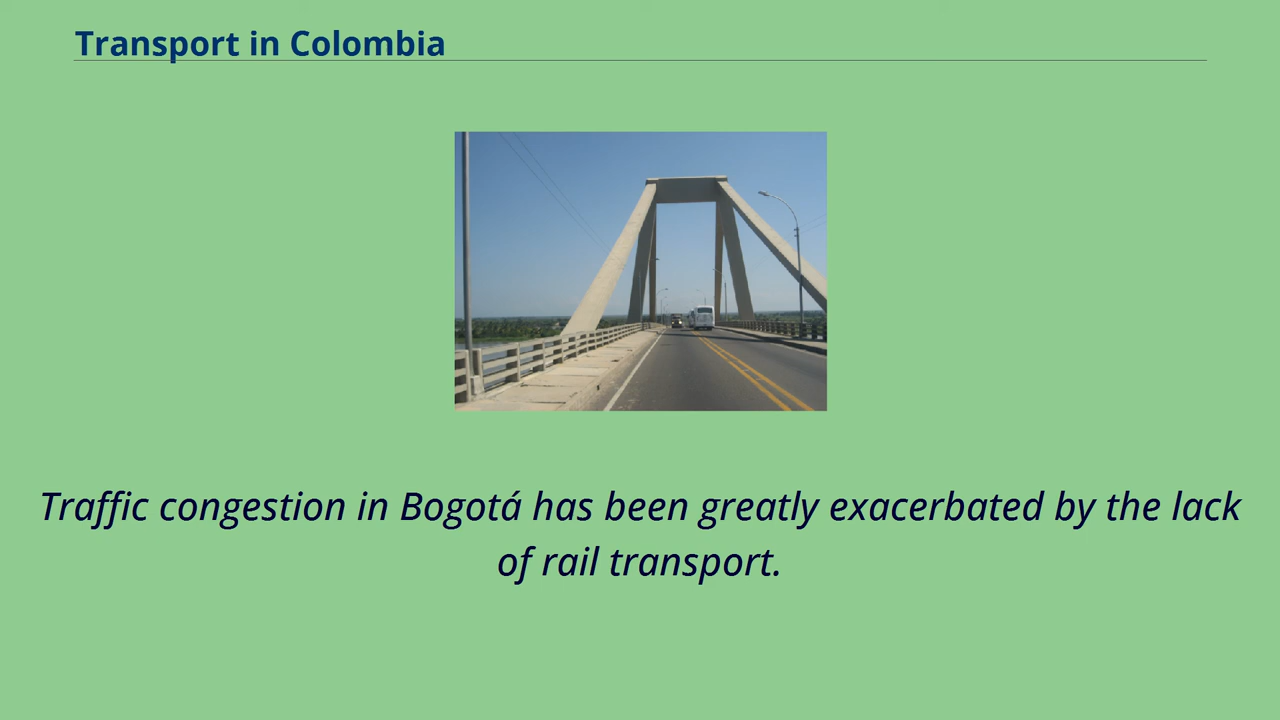 Transport in Colombia
Traffic congestion in Bogotá has been greatly exacerbated by the lack
of rail transport.